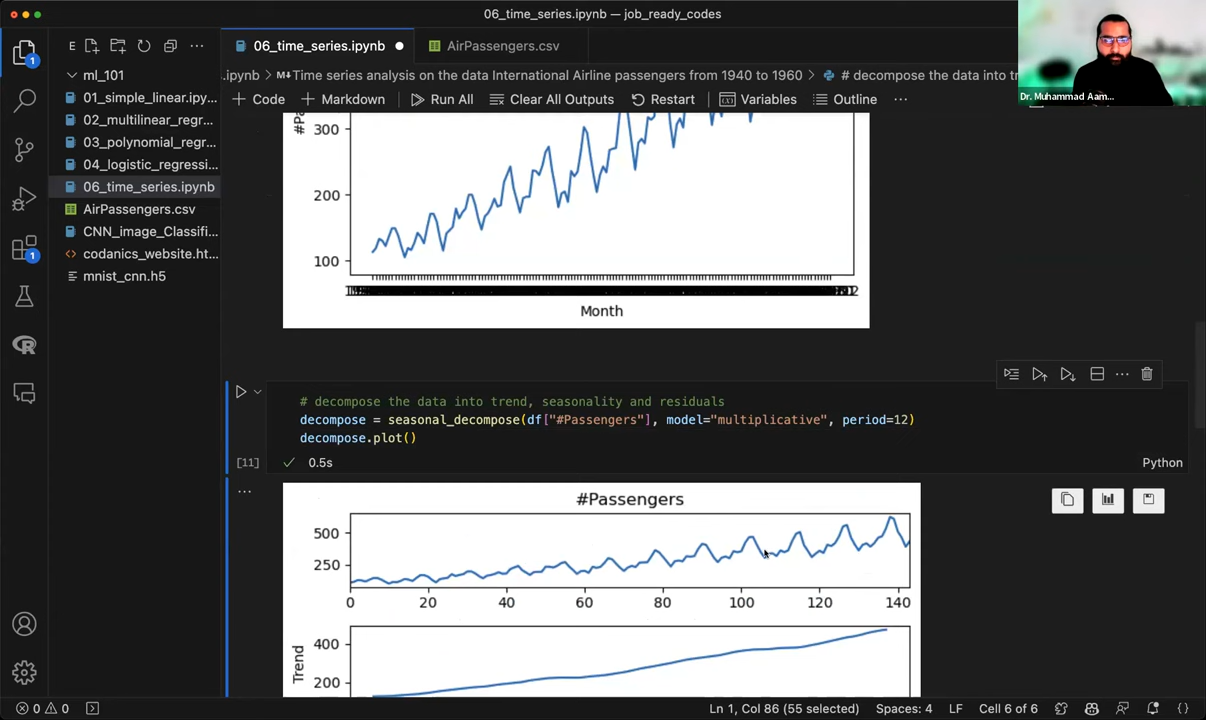 06_time_series.ipynb — job_ready_codes
E
06_time_series.ipynb
AirPassengers.csv
ml_101
01_simple_linear.ipy...
02_multilinear_regr...
03_polynomial_regr...
04_logistic_regressi...
06_time_series.ipynb
AirPassengers.csv
CNN_image_Classifi...
codanics_website.ht...
mnist_cnn.h5
.ipynb > M↓Time series analysis on the data International Airline passengers from 1940 to 1960 > # decompose the data into tr
+ Code + Markdown Run All Clear All Outputs Restart Variables Outline ...
Dr. Muhammad Aam...
300
200
100
Month
# decompose the data into trend, seasonality and residuals
decompose = seasonal_decompose(df["#Passengers"], model="multiplicative", period=12)
decompose.plot()
[11] 0.5s Python
#Passengers
500
250
0 20 40 60 80 100 120 140
Trend
400
200
1
1
R
0 0 Ln 1, Col 86 (55 selected) Spaces: 4 LF Cell 6 of 6